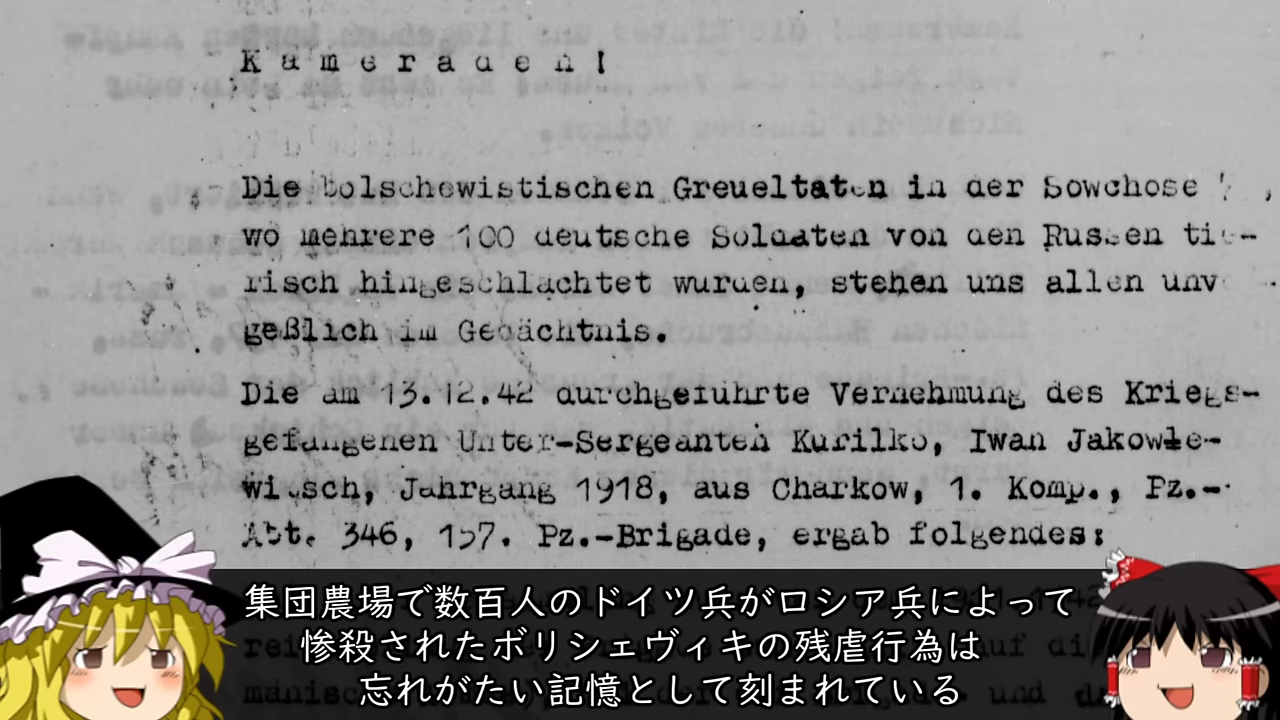 Kameraden!
Die bolschewistischen Greueltaten in der Sowchose
wo mehrere 100 deutsche Soldaten von den Russen tie-
risch hingeschlachtet wurden, stehen uns allen unv
geßlich im Gedächtnis.
Die am 13.12.42 durchgeführte Vernehmung des Kriegs-
gefangenen Unter-Sergeanten Kurilko, Iwan Jakowle-
witsch, Jahrgang 1918, aus Charkow, 1. Komp., Pz.-
Abt. 346, 157. Pz.-Brigade, ergab folgendes:
集団農場で数百人のドイツ兵がロシア兵によって
惨殺されたボリシェヴィキの残虐行為は
忘れがたい記憶として刻まれている